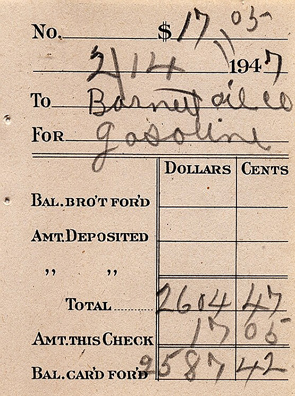 No. $17 05
2/14 1947
To Barnett oil co
For gasoline
DOLLARS CENTS
BAL. BRO'T FOR'D
AMT. DEPOSITED
" "
TOTAL 2604 47
AMT. THIS CHECK 17 05
BAL. CAR'D FOR'D 2587 42